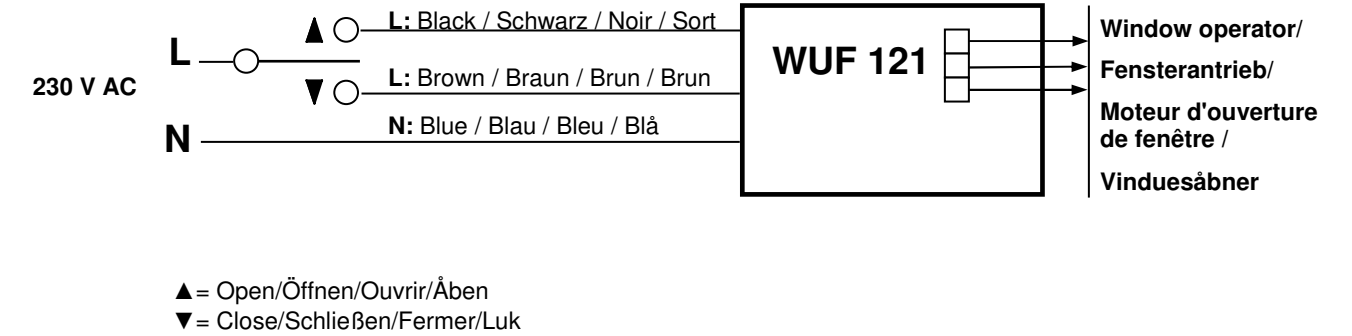 L: Black / Schwarz / Noir / Sort
L
WUF 121
Window operator/
230 V AC
L: Brown / Braun / Brun / Brun
Fensterantrieb/
N: Blue / Blau / Bleu / Blå
N
Moteur d'ouverture
de fenêtre /
Vinduesåbner
▲= Open/Öffnen/Ouvrir/Åben
▼= Close/Schließen/Fermer/Luk